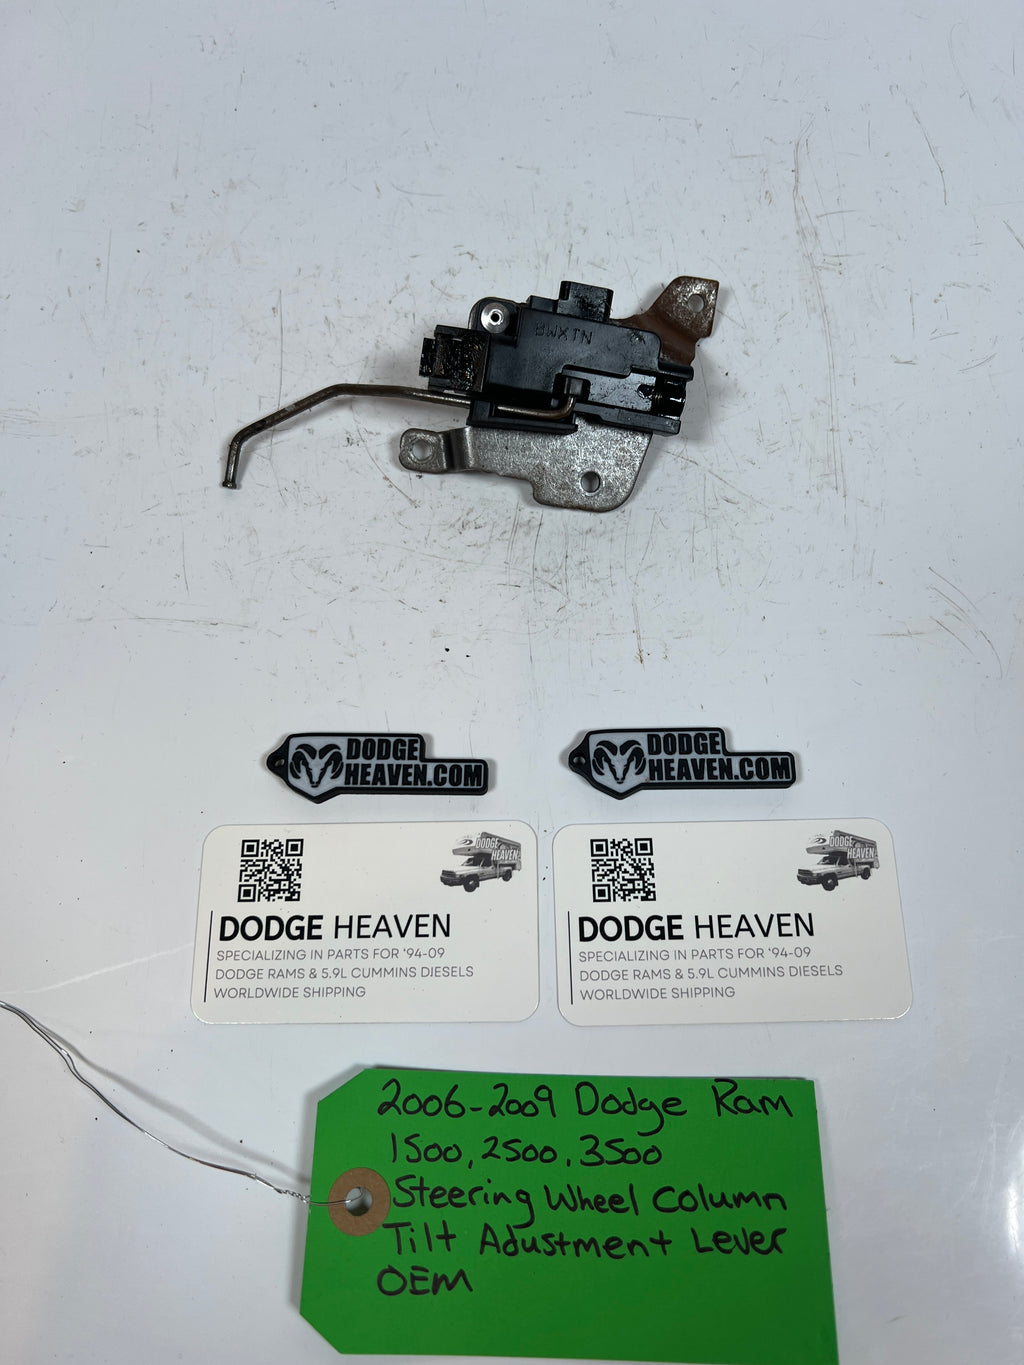 BWXTN
DODGE
HEAVEN.COM
DODGE
HEAVEN.COM
DODGE
HEAVEN
DODGE HEAVEN
SPECIALIZING IN PARTS FOR '94-09
DODGE RAMS & 5.9L CUMMINS DIESELS
WORLDWIDE SHIPPING
DODGE
HEAVEN
DODGE HEAVEN
SPECIALIZING IN PARTS FOR '94-09
DODGE RAMS & 5.9L CUMMINS DIESELS
WORLDWIDE SHIPPING
2006-2009 Dodge Ram
1500, 2500, 3500
Steering Wheel Column
Tilt Adustment Lever
OEM